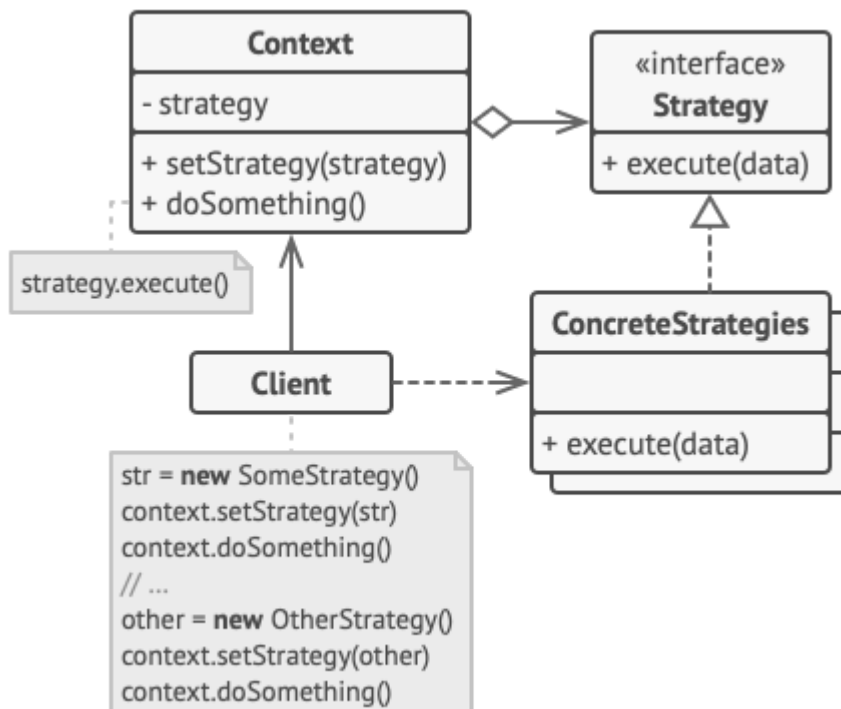 Context
- strategy
+ setStrategy(strategy)
+ doSomething()
strategy.execute()
«interface»
Strategy
+ execute(data)
ConcreteStrategies
+ execute(data)
Client
str = new SomeStrategy()
context.setStrategy(str)
context.doSomething()
// ...
other = new OtherStrategy()
context.setStrategy(other)
context.doSomething()